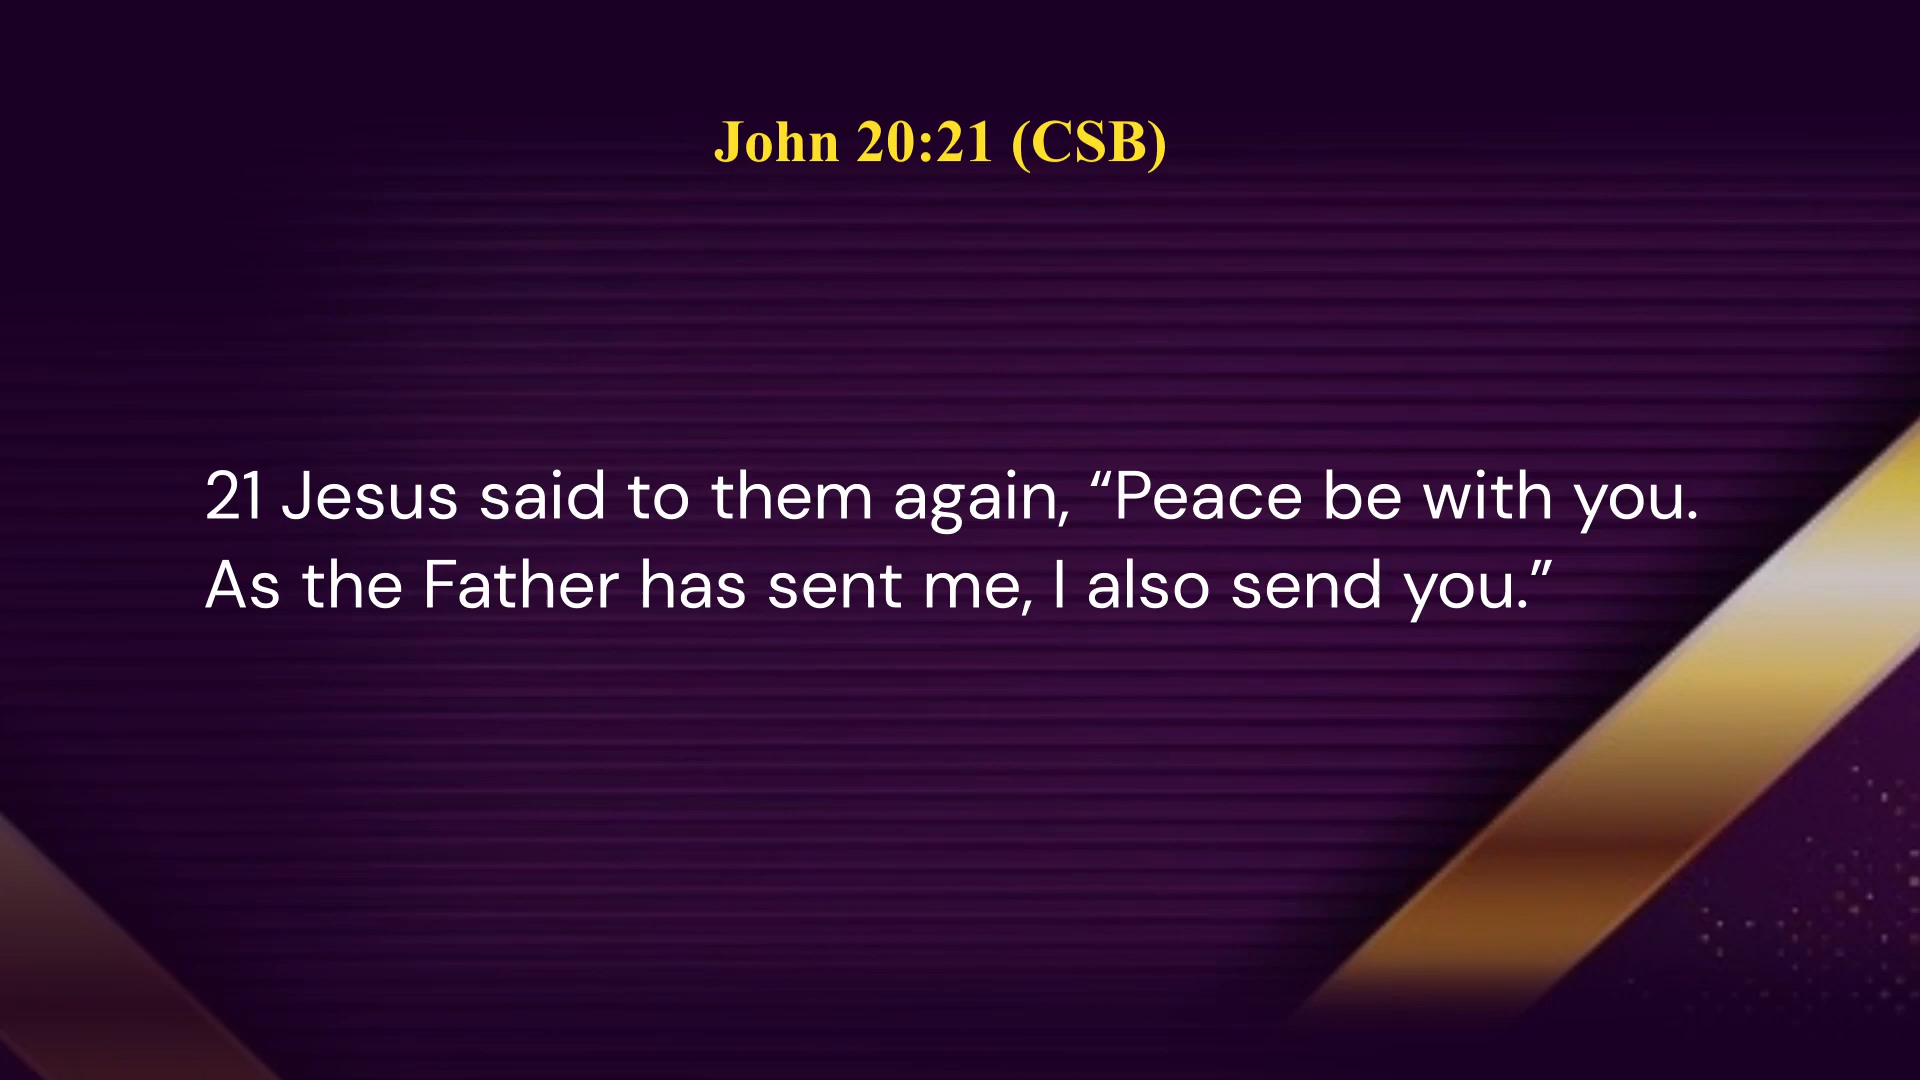 John 20:21 (CSB)
21 Jesus said to them again, “Peace be with you.
As the Father has sent me, I also send you.”